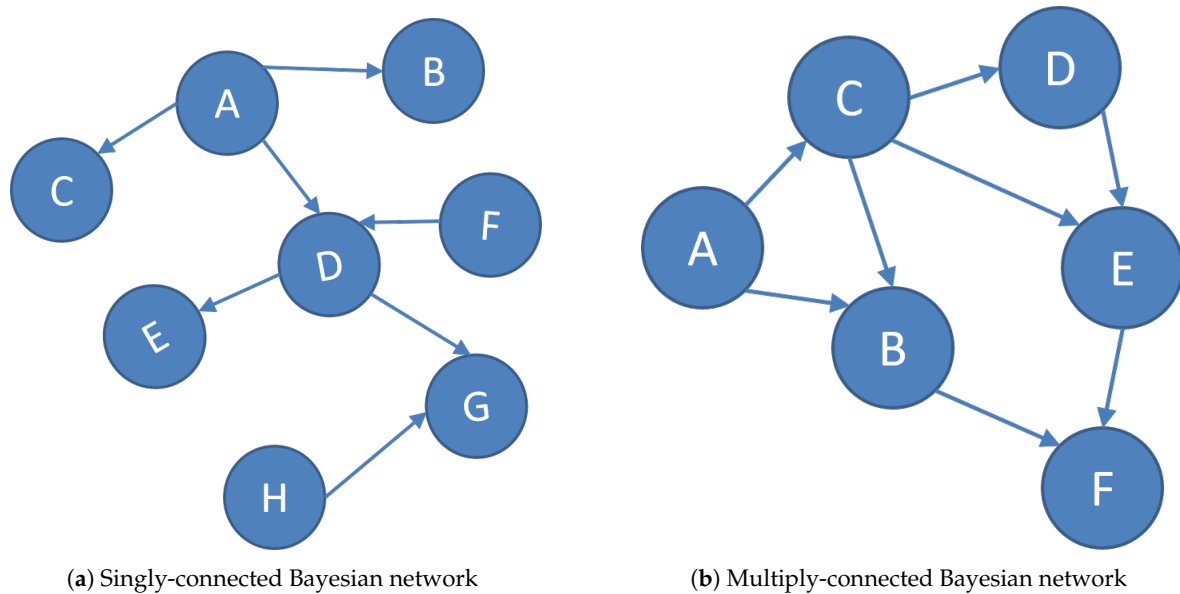 A
B
C
F
D
E
G
H
(a) Singly-connected Bayesian network
D
C
A
E
B
F
(b) Multiply-connected Bayesian network